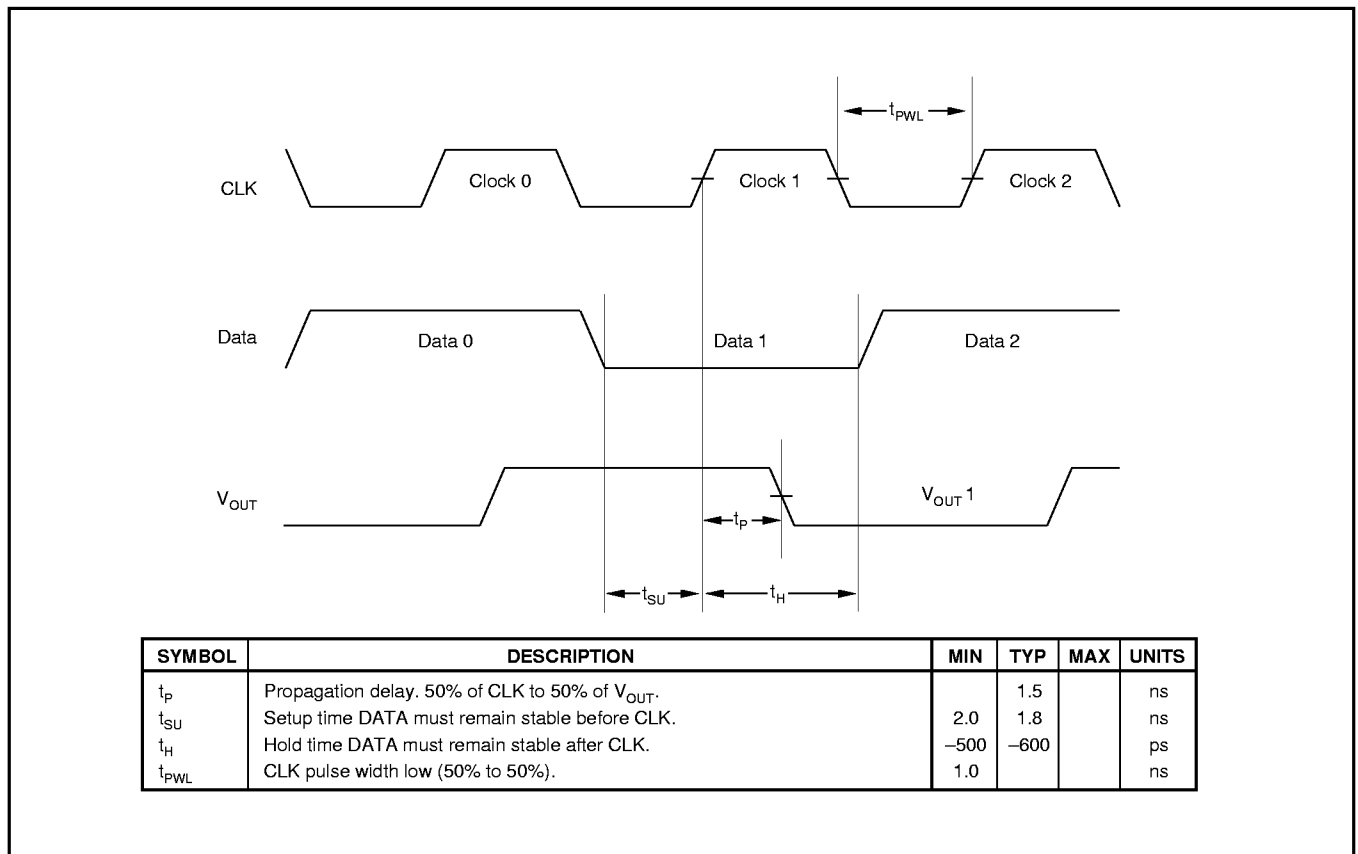 t_PWL
CLK Clock 0 Clock 1 Clock 2
Data Data 0 Data 1 Data 2
V_OUT V_OUT 1
t_P
t_SU t_H
SYMBOL DESCRIPTION MIN TYP MAX UNITS
t_P Propagation delay. 50% of CLK to 50% of V_OUT. 1.5 ns
t_SU Setup time DATA must remain stable before CLK. 2.0 1.8 ns
t_H Hold time DATA must remain stable after CLK. –500 –600 ps
t_PWL CLK pulse width low (50% to 50%). 1.0 ns